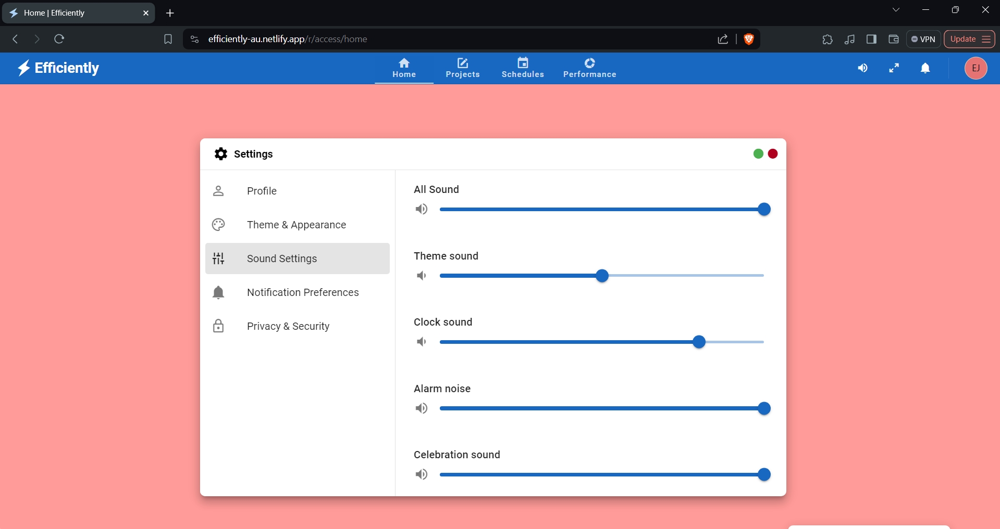 Home | Efficiently
efficiently-au.netlify.app/r/access/home
VPN
Update
Efficiently
Home
Projects
Schedules
Performance
EJ
Settings
Profile
Theme & Appearance
Sound Settings
Notification Preferences
Privacy & Security
All Sound
Theme sound
Clock sound
Alarm noise
Celebration sound